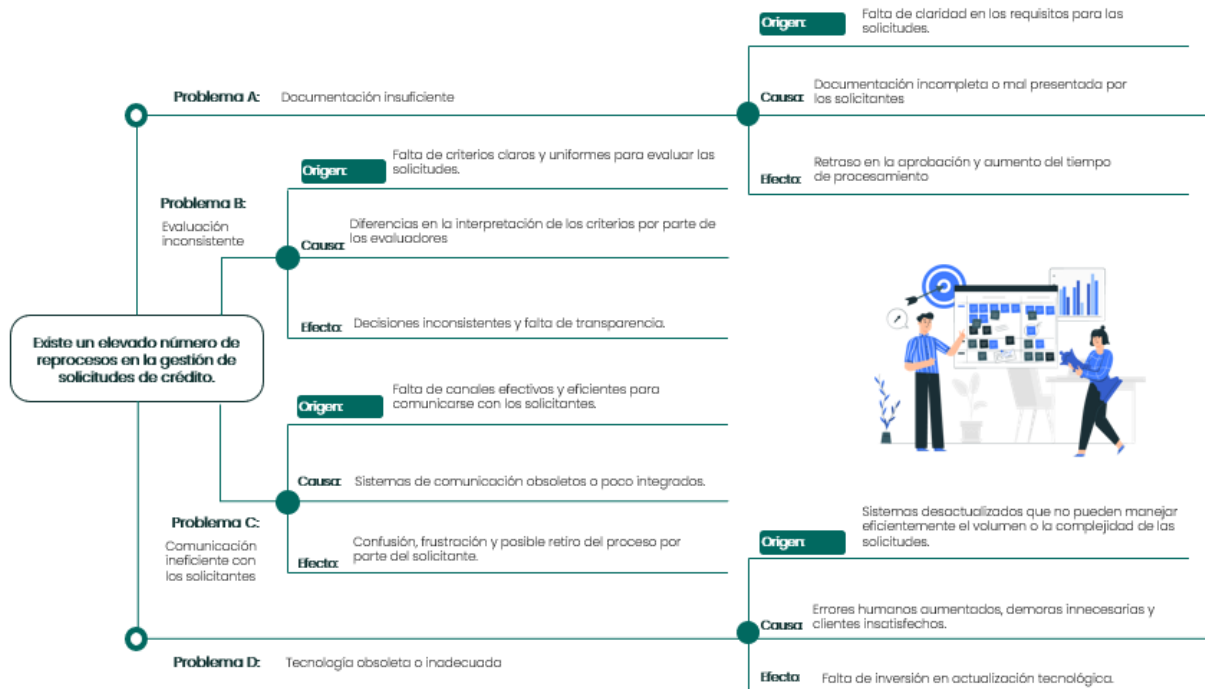 Origen:
Falta de claridad en los requisitos para las
solicitudes.
Problema A:
Documentación insuficiente
Causa:
Documentación incompleta o mal presentada por
los solicitantes
Efecto:
Retraso en la aprobación y aumento del tiempo
de procesamiento
Problema B:
Evaluación
inconsistente
Origen:
Falta de criterios claros y uniformes para evaluar las
solicitudes.
Causa:
Diferencias en la interpretación de los criterios por parte de
los evaluadores
Efecto:
Decisiones inconsistentes y falta de transparencia.
Existe un elevado número de
reprocesos en la gestión de
solicitudes de crédito.
Origen:
Falta de canales efectivos y eficientes para
comunicarse con los solicitantes.
Causa:
Sistemas de comunicación obsoletos o poco integrados.
Problema C:
Comunicación
ineficiente con
los solicitantes
Efecto:
Confusión, frustración y posible retiro del proceso por
parte del solicitante.
Origen:
Sistemas desactualizados que no pueden manejar
eficientemente el volumen o la complejidad de las
solicitudes.
Causa:
Errores humanos aumentados, demoras innecesarias y
clientes insatisfechos.
Problema D:
Tecnología obsoleta o inadecuada
Efecto
Falta de inversión en actualización tecnológica.